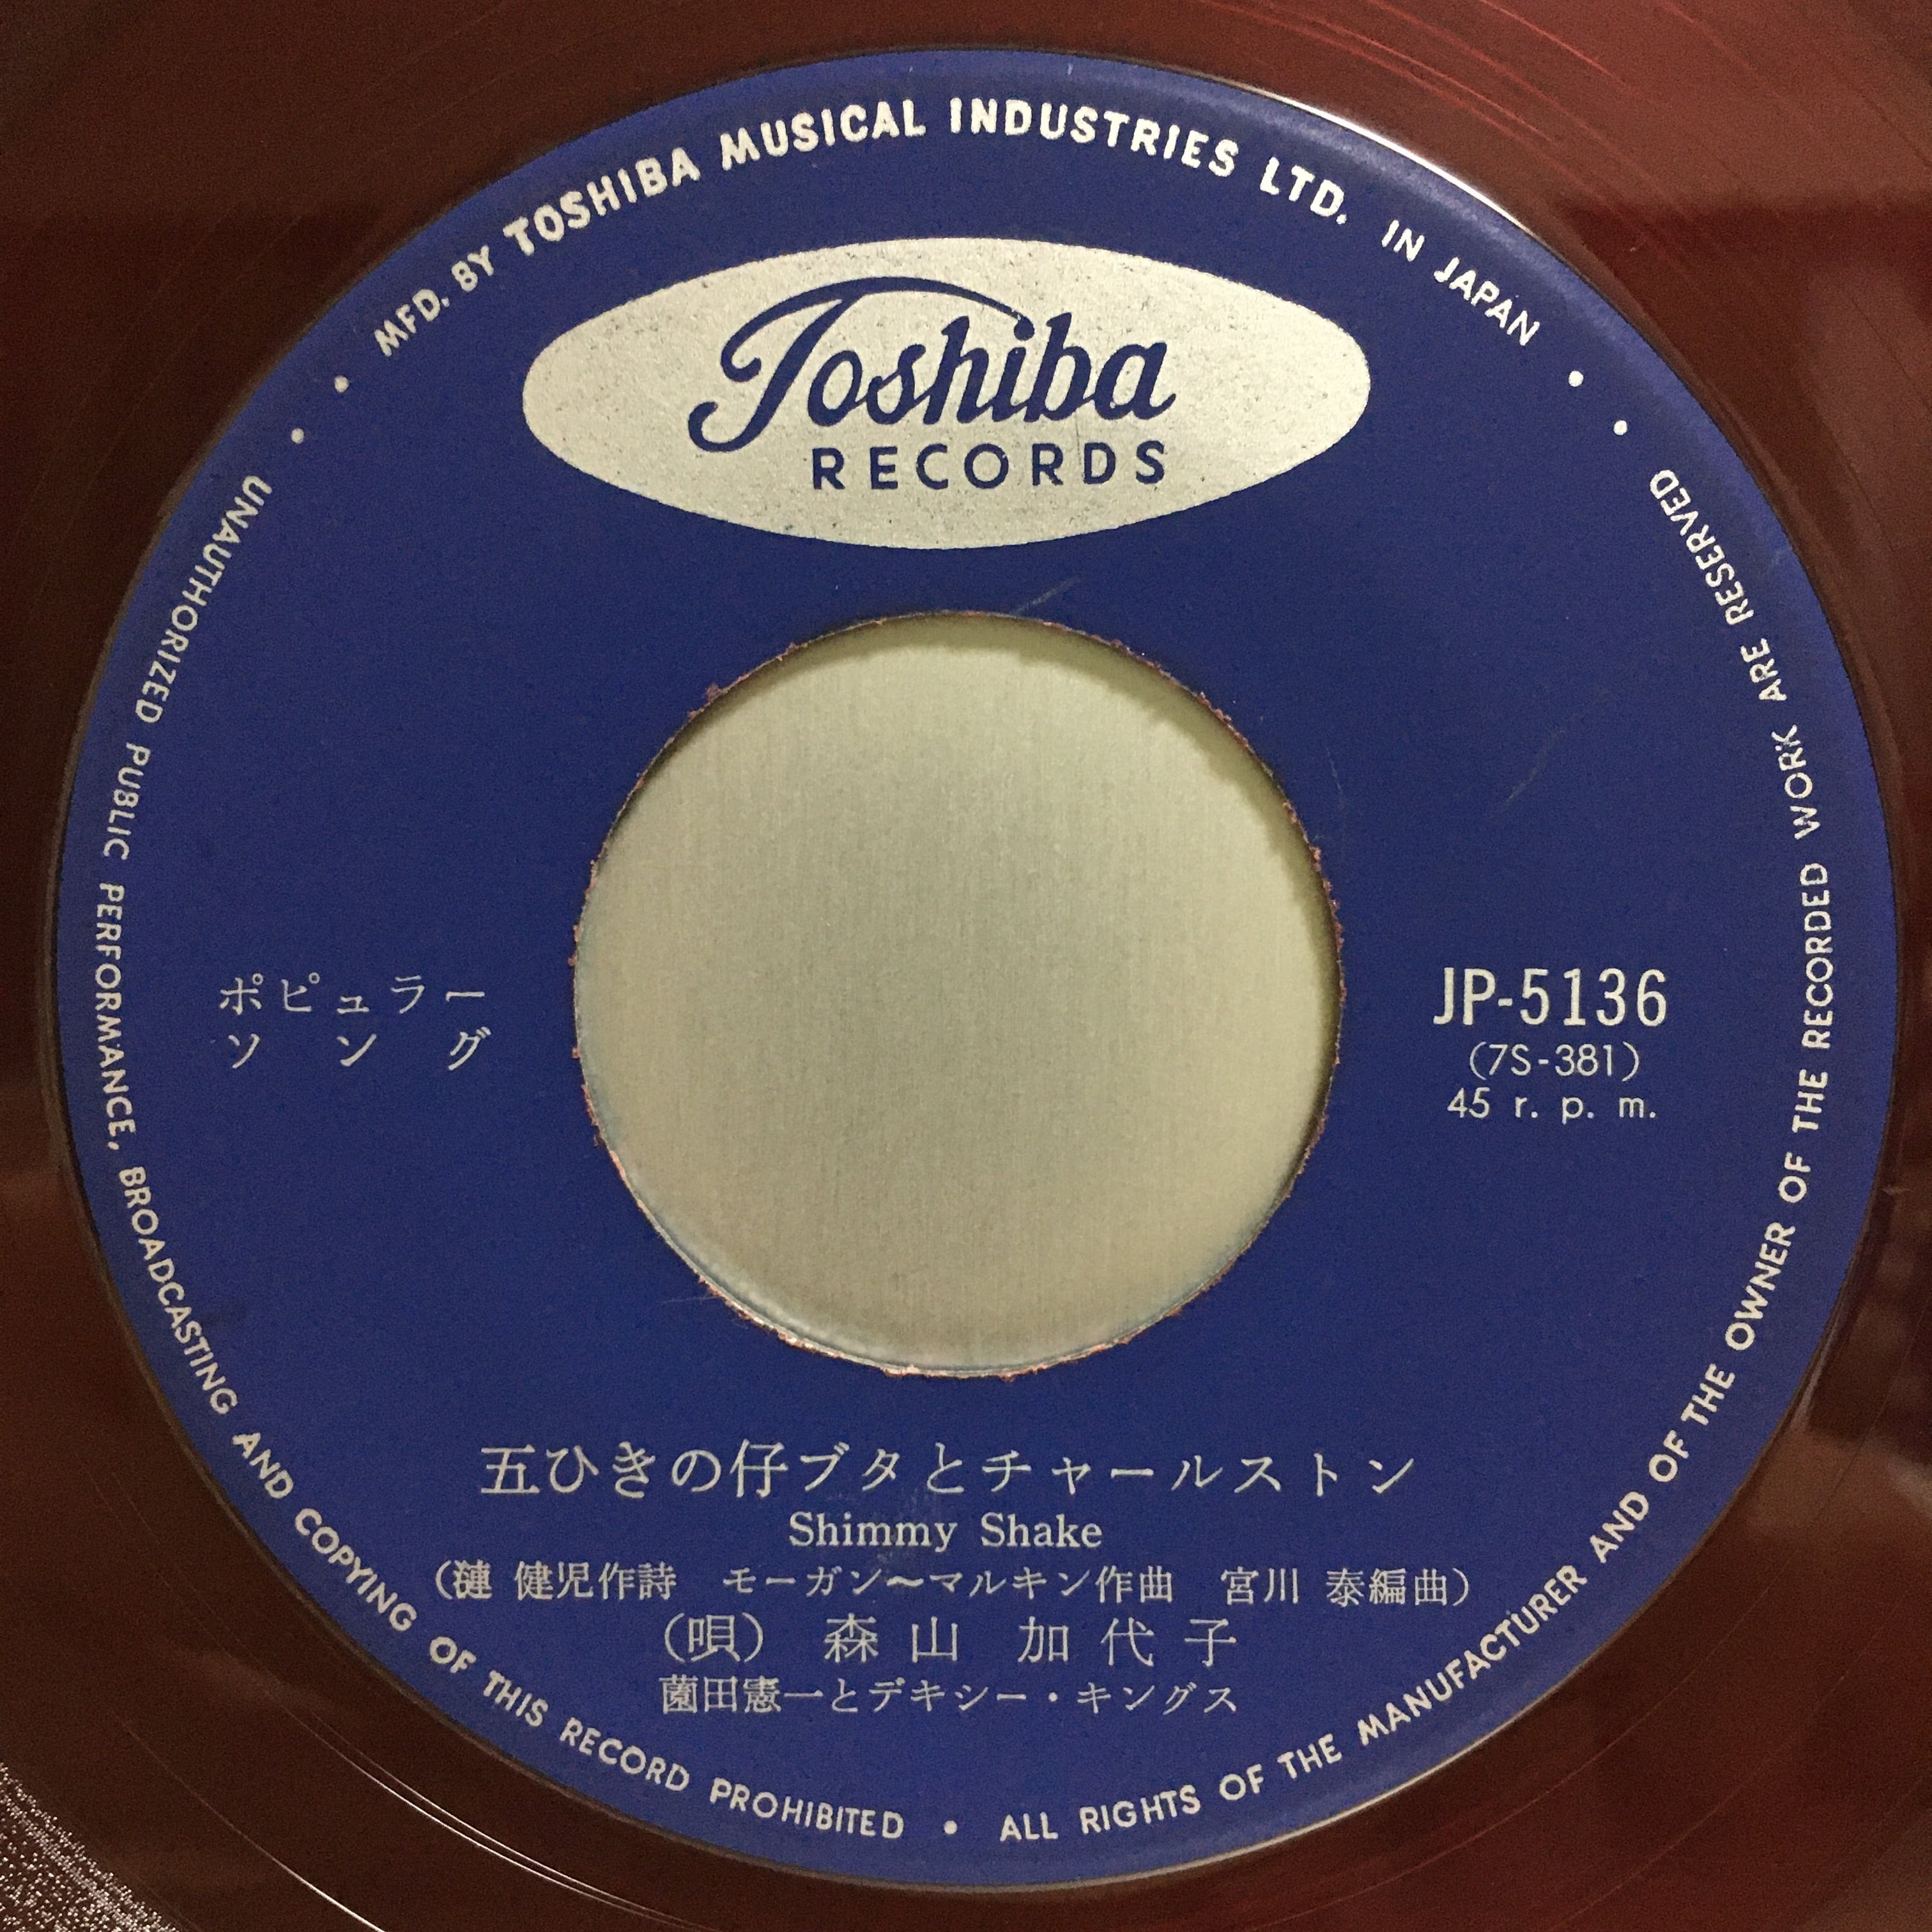 MFD. BY TOSHIBA MUSICAL INDUSTRIES LTD. IN JAPAN
Toshiba
RECORDS
ポピュラー
ソング
JP-5136
(7S-381)
45 r. p. m.
五ひきの仔ブタとチャールストン
Shimmy Shake
(漣 健児作詩 モーガン〜マルキン作曲 宮川 泰編曲)
(唄) 森山 加代子
薗田憲一とデキシー・キングス
UNAUTHORIZED PUBLIC PERFORMANCE, BROADCASTING AND COPYING OF THIS RECORD PROHIBITED • ALL RIGHTS OF THE MANUFACTURER AND OF THE OWNER OF THE RECORDED WORK ARE RESERVED